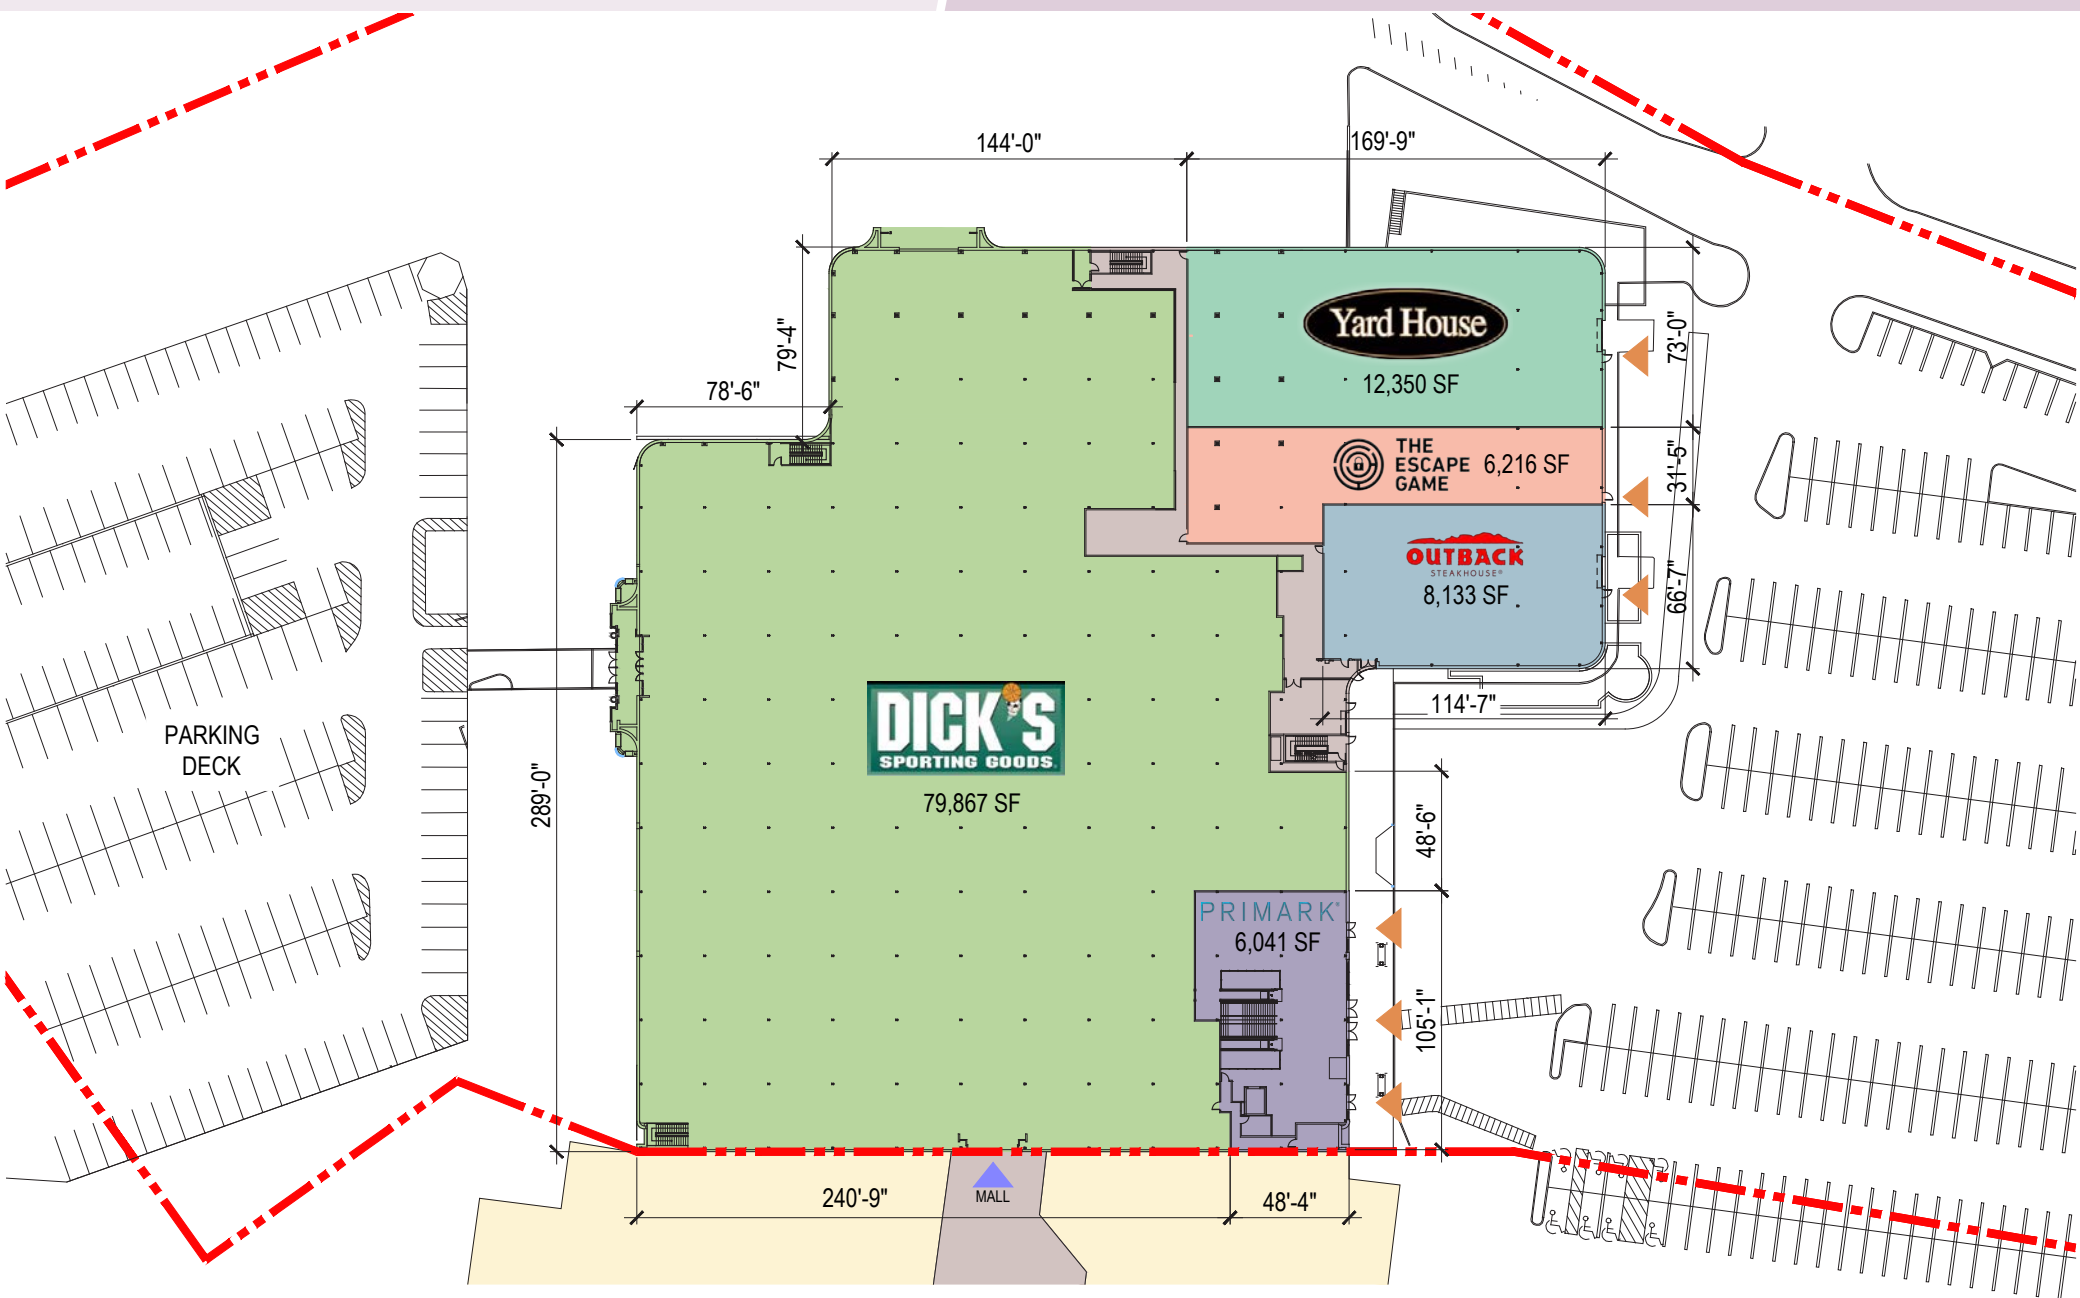 144'-0"
169'-9"
79'-4"
78'-6"
Yard House
12,350 SF
73'-0"
THE
ESCAPE
GAME
6,216 SF
31'-5"
OUTBACK
STEAKHOUSE®
8,133 SF
66'-7"
114'-7"
PARKING
DECK
289'-0"
DICK'S
SPORTING GOODS
79,867 SF
48'-6"
PRIMARK®
6,041 SF
105'-1"
240'-9"
MALL
48'-4"